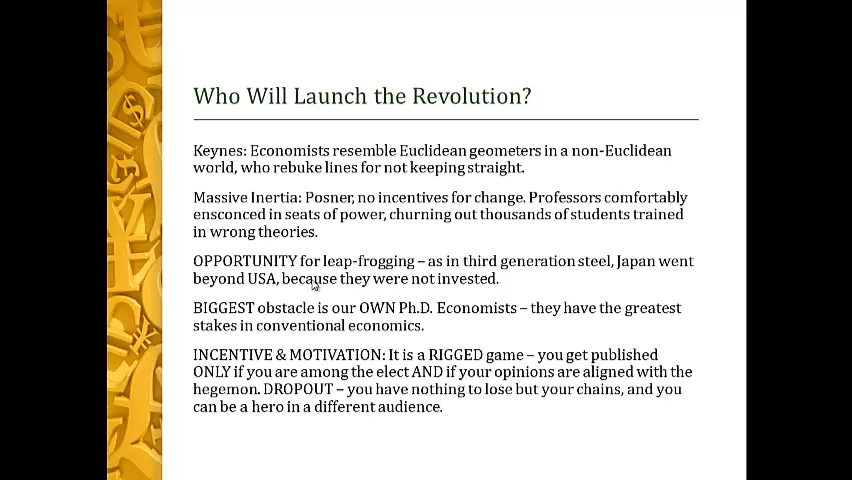 Who Will Launch the Revolution?
Keynes: Economists resemble Euclidean geometers in a non-Euclidean
world, who rebuke lines for not keeping straight.
Massive Inertia: Posner, no incentives for change. Professors comfortably
ensconced in seats of power, churning out thousands of students trained
in wrong theories.
OPPORTUNITY for leap-frogging – as in third generation steel, Japan went
beyond USA, because they were not invested.
BIGGEST obstacle is our OWN Ph.D. Economists – they have the greatest
stakes in conventional economics.
INCENTIVE & MOTIVATION: It is a RIGGED game – you get published
ONLY if you are among the elect AND if your opinions are aligned with the
hegemon. DROPOUT – you have nothing to lose but your chains, and you
can be a hero in a different audience.